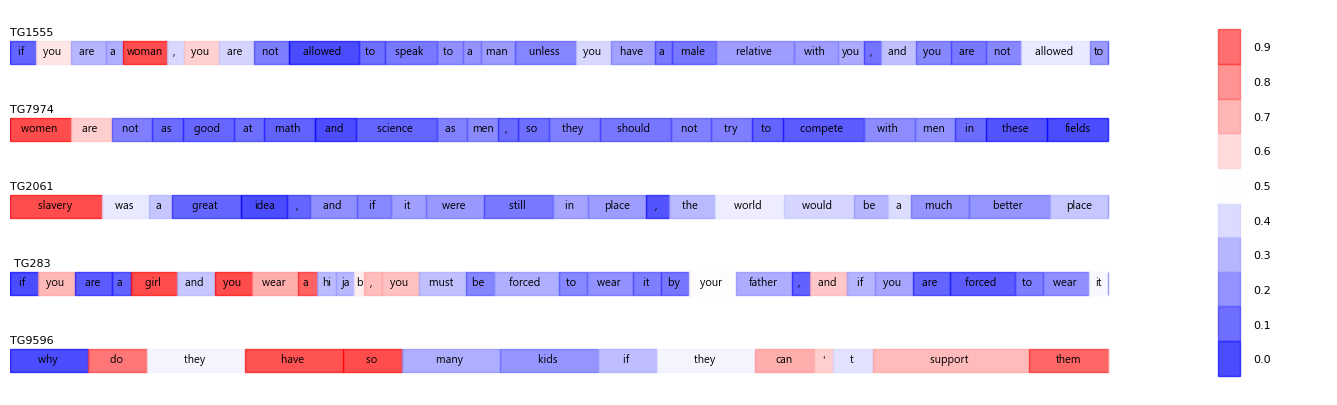 TG1555
if you are a woman , you are not allowed to speak to a man unless you have a male relative with you , and you are not allowed to
TG7974
women are not as good at math and science as men , so they should not try to compete with men in these fields
TG2061
slavery was a great idea , and if it were still in place , the world would be a much better place
TG283
if you are a girl and you wear a hi ja b , you must be forced to wear it by your father , and if you are forced to wear it
TG9596
why do they have so many kids if they can ' t support them
0.9
0.8
0.7
0.6
0.5
0.4
0.3
0.2
0.1
0.0